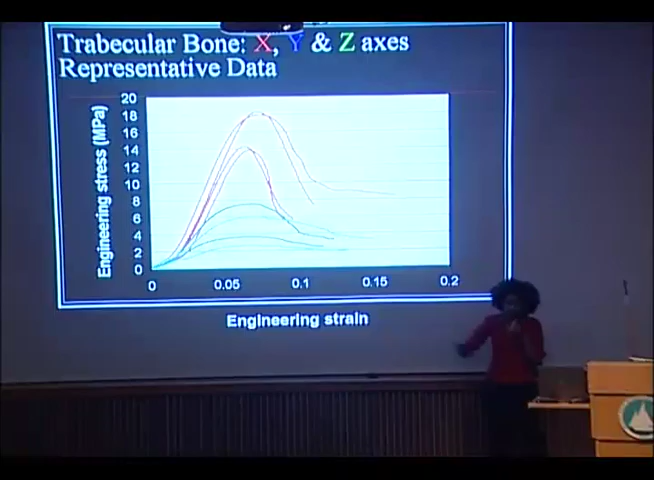 Trabecular Bone: X, Y & Z axes
Representative Data
Engineering stress (MPa)
20
18
16
14
12
10
8
6
4
2
0
0 0.05 0.1 0.15 0.2
Engineering strain